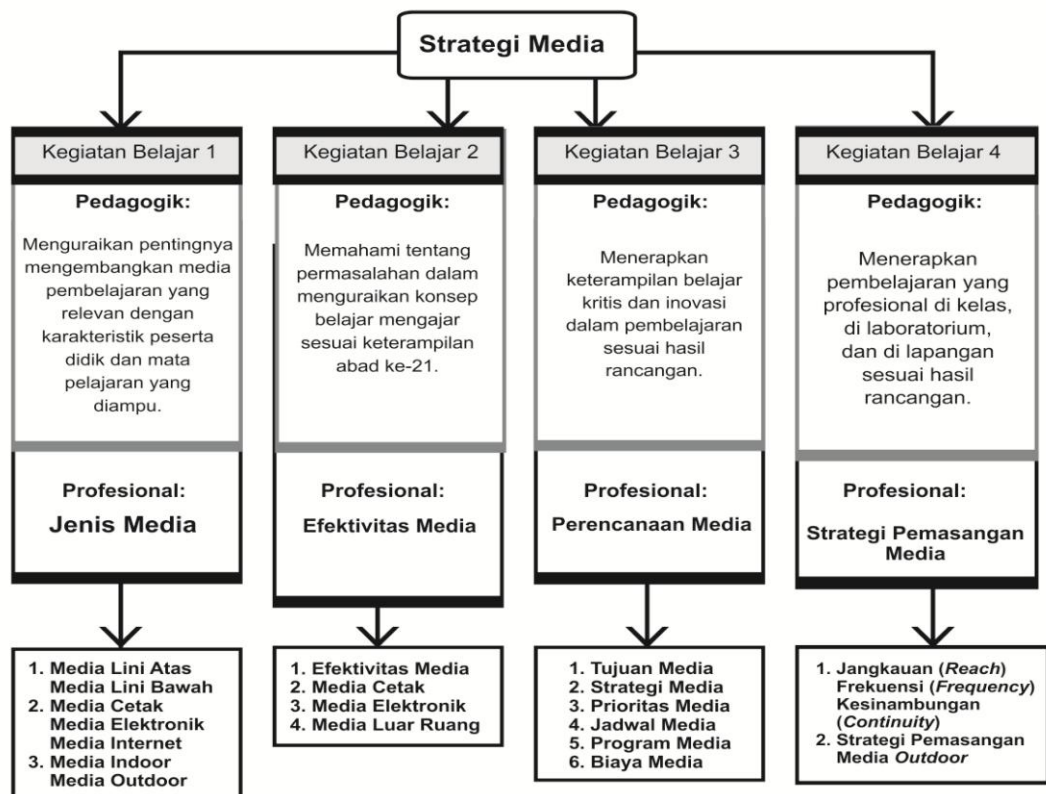 Strategi Media
Kegiatan Belajar 1
Pedagogik:
Menguraikan pentingnya
mengembangkan media
pembelajaran yang
relevan dengan
karakteristik peserta
didik dan mata
pelajaran yang
diampu.
Profesional:
Jenis Media
1. Media Lini Atas
Media Lini Bawah
2. Media Cetak
Media Elektronik
Media Internet
3. Media Indoor
Media Outdoor
Kegiatan Belajar 2
Pedagogik:
Memahami tentang
permasalahan dalam
menguraikan konsep
belajar mengajar
sesuai keterampilan
abad ke-21.
Profesional:
Efektivitas Media
1. Efektivitas Media
2. Media Cetak
3. Media Elektronik
4. Media Luar Ruang
Kegiatan Belajar 3
Pedagogik:
Menerapkan
keterampilan belajar
kritis dan inovasi
dalam pembelajaran
sesuai hasil
rancangan.
Profesional:
Perencanaan Media
1. Tujuan Media
2. Strategi Media
3. Prioritas Media
4. Jadwal Media
5. Program Media
6. Biaya Media
Kegiatan Belajar 4
Pedagogik:
Menerapkan
pembelajaran yang
profesional di kelas,
di laboratorium,
dan di lapangan
sesuai hasil
rancangan.
Profesional:
Strategi Pemasangan
Media
1. Jangkauan (Reach)
Frekuensi (Frequency)
Kesinambungan
(Continuity)
2. Strategi Pemasangan
Media Outdoor